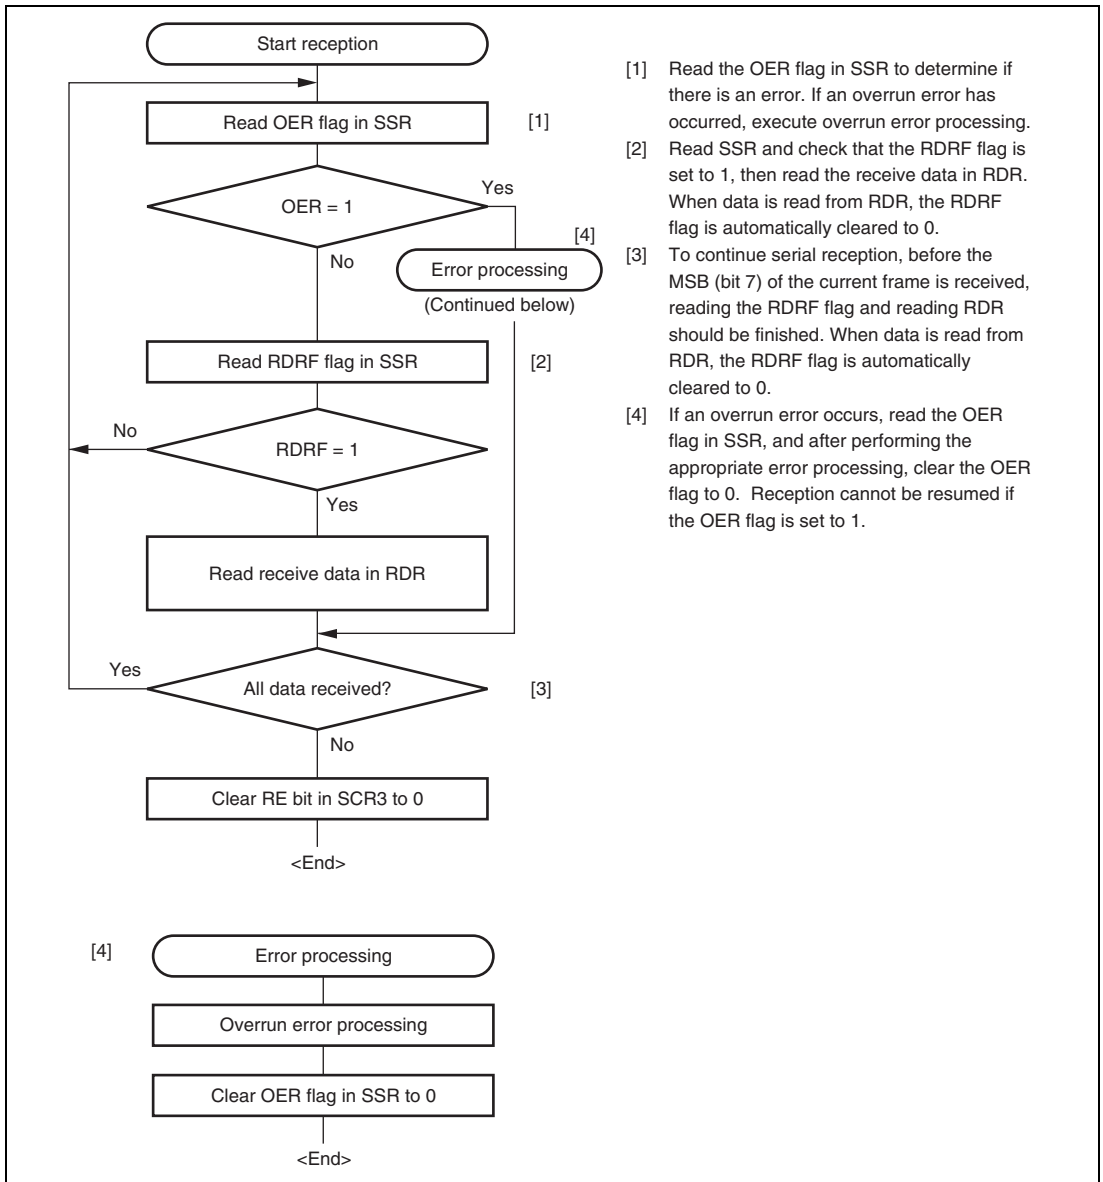 Start reception
Read OER flag in SSR
[1]
OER = 1
Yes
No
[4]
Error processing
(Continued below)
Read RDRF flag in SSR
[2]
No
RDRF = 1
Yes
Read receive data in RDR
Yes
All data received?
[3]
No
Clear RE bit in SCR3 to 0
<End>
[1] Read the OER flag in SSR to determine if
there is an error. If an overrun error has
occurred, execute overrun error processing.
[2] Read SSR and check that the RDRF flag is
set to 1, then read the receive data in RDR.
When data is read from RDR, the RDRF
flag is automatically cleared to 0.
[3] To continue serial reception, before the
MSB (bit 7) of the current frame is received,
reading the RDRF flag and reading RDR
should be finished. When data is read from
RDR, the RDRF flag is automatically
cleared to 0.
[4] If an overrun error occurs, read the OER
flag in SSR, and after performing the
appropriate error processing, clear the OER
flag to 0. Reception cannot be resumed if
the OER flag is set to 1.
[4]
Error processing
Overrun error processing
Clear OER flag in SSR to 0
<End>